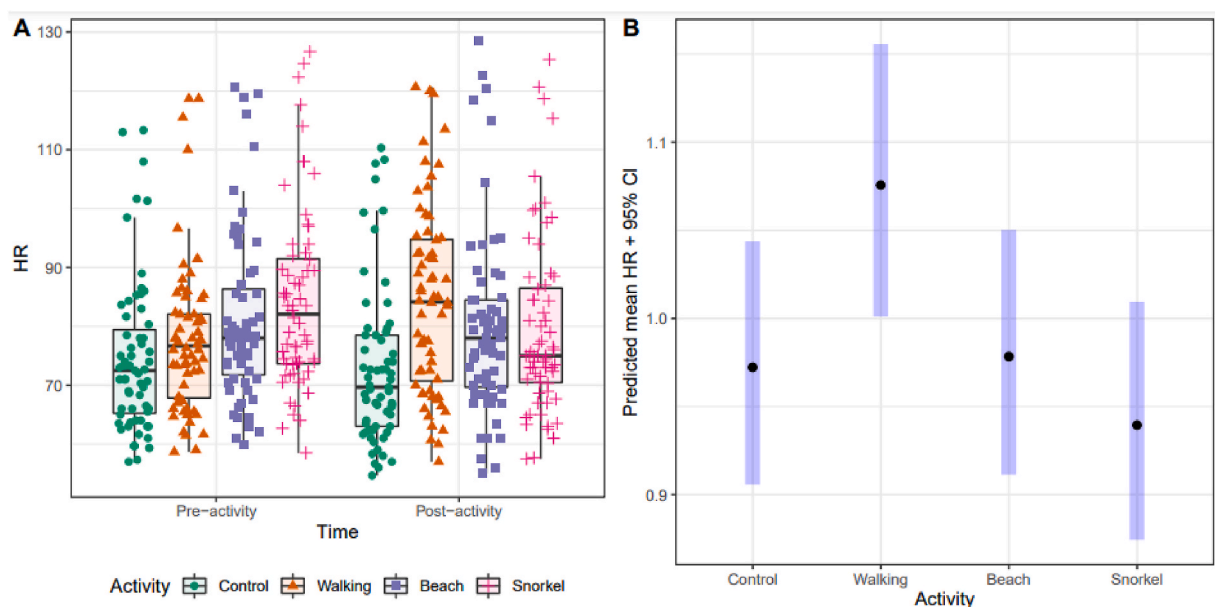 A
HR
130
110
90
70
Pre-activity
Post-activity
Time
Activity
Control
Walking
Beach
Snorkel
B
Predicted mean HR + 95% CI
1.1
1.0
0.9
Control
Walking
Beach
Snorkel
Activity